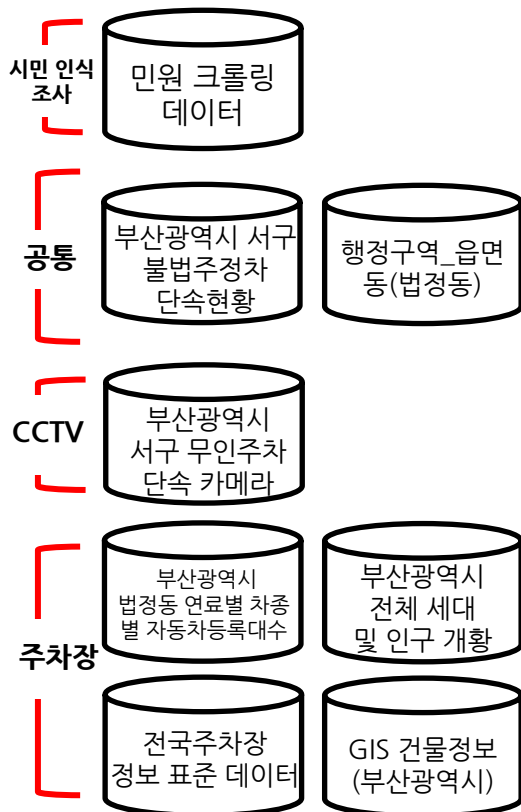 시민 인식
조사
민원 크롤링
데이터
공통
부산광역시 서구
불법주정차
단속현황
행정구역_읍면
동(법정동)
CCTV
부산광역시
서구 무인주차
단속 카메라
주차장
부산광역시
법정동 연료별 차종
별 자동차등록대수
부산광역시
전체 세대
및 인구 개황
전국주차장
정보 표준 데이터
GIS 건물정보
(부산광역시)